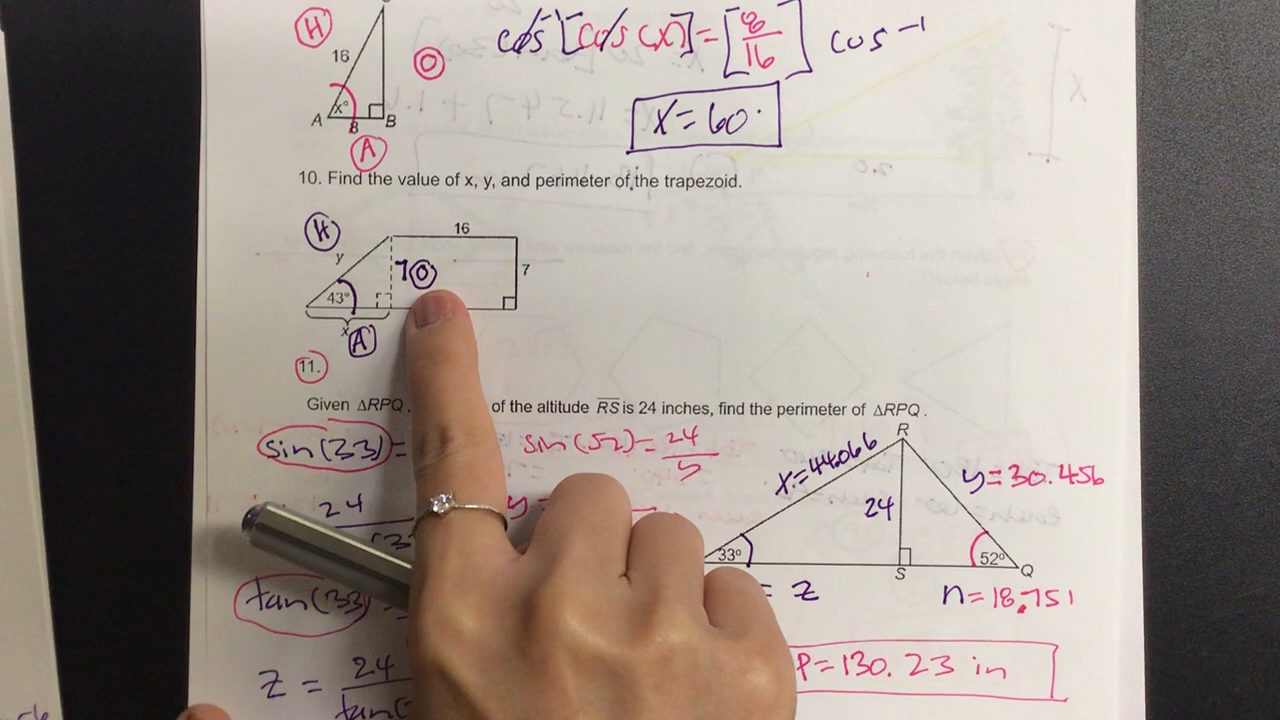 H
16
O
x°
A
8
B
A
cos⁻¹[cos(x)]=[8/16] cos⁻¹
x=60°
10. Find the value of x, y, and perimeter of the trapezoid.
H
16
y
7
O
7
43°
x
A
11.
Given ΔRPQ, of the altitude RS is 24 inches, find the perimeter of ΔRPQ.
sin(33)=
sin(52)=24/y
24
y=
tan(33)
z = 24
tan(
R
x=44.066
y=30.456
24
33°
52°
S
Q
= z
n=18.751
P=130.23 in